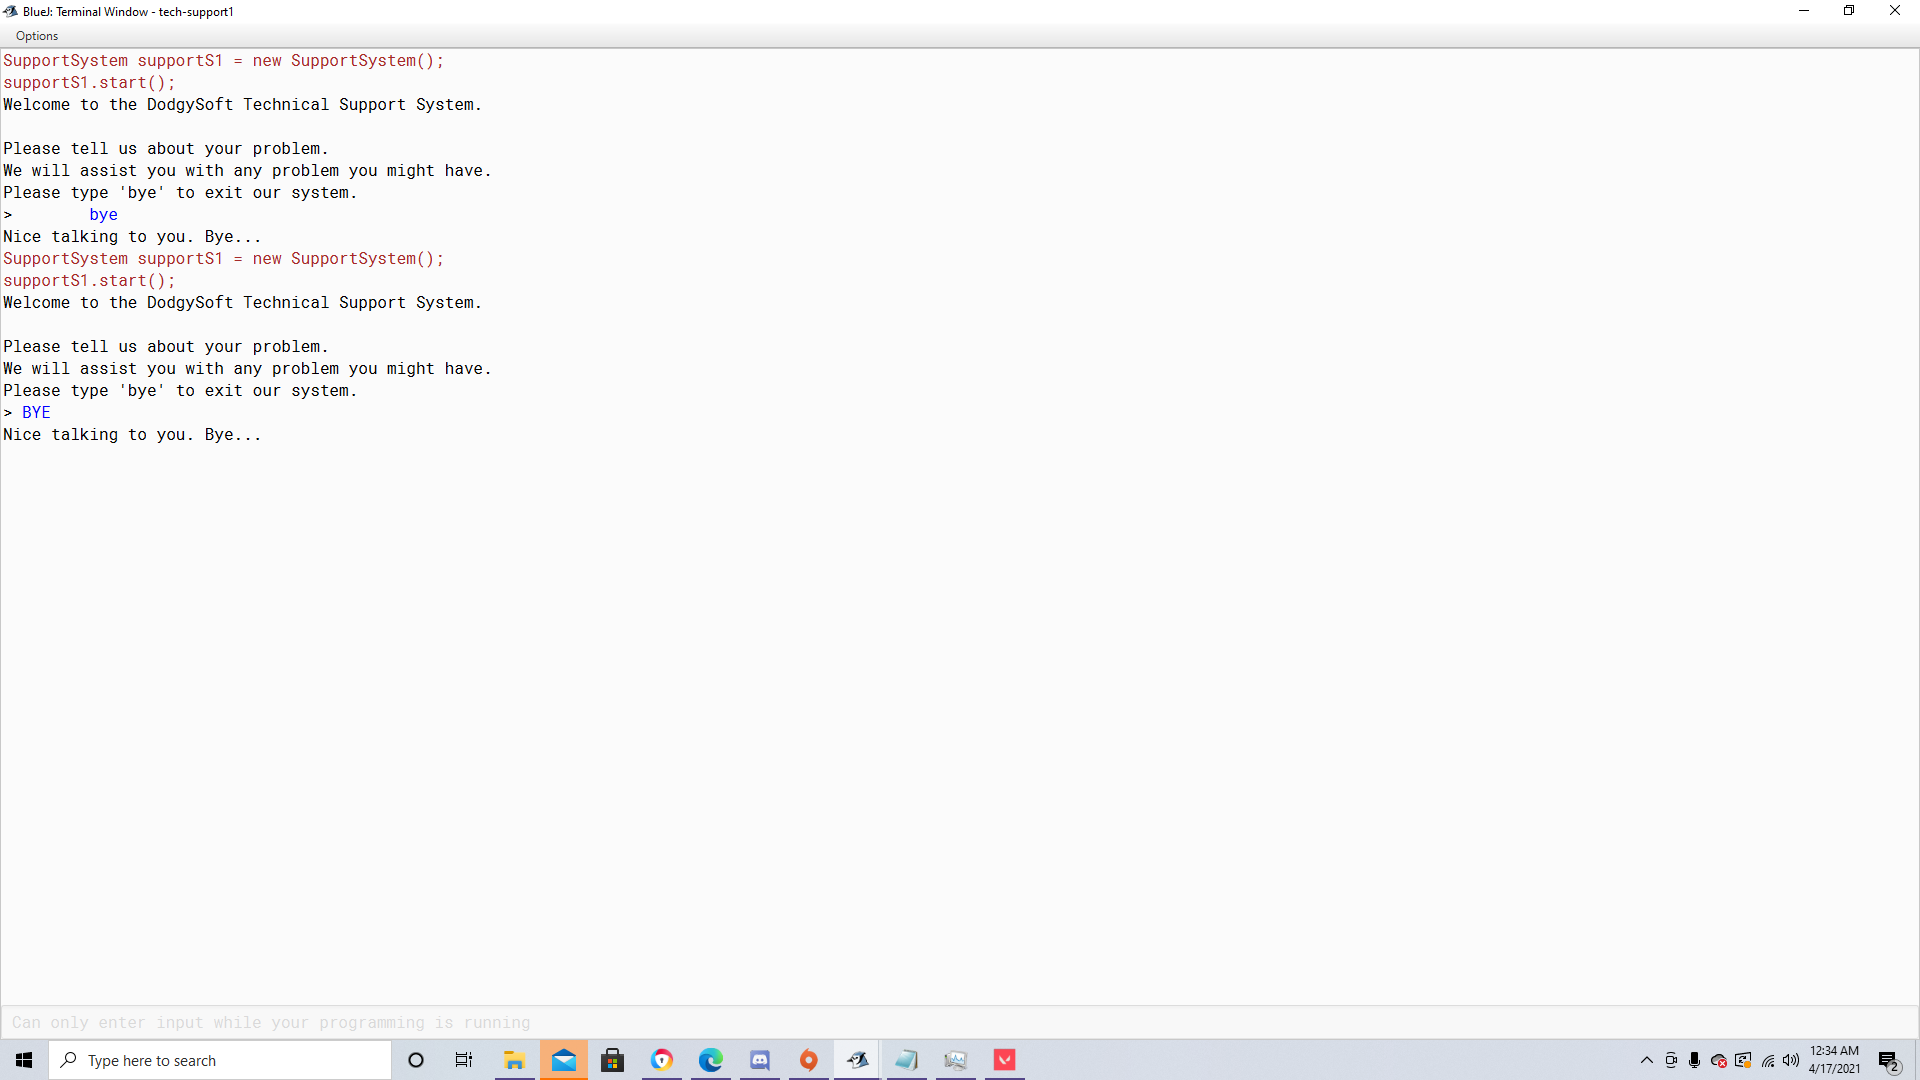 BlueJ: Terminal Window - tech-support1
Options
SupportSystem supportS1 = new SupportSystem();
supportS1.start();
Welcome to the DodgySoft Technical Support System.
Please tell us about your problem.
We will assist you with any problem you might have.
Please type 'bye' to exit our system.
>         bye
Nice talking to you. Bye...
SupportSystem supportS1 = new SupportSystem();
supportS1.start();
Welcome to the DodgySoft Technical Support System.
Please tell us about your problem.
We will assist you with any problem you might have.
Please type 'bye' to exit our system.
> BYE
Nice talking to you. Bye...
Can only enter input while your programming is running
Type here to search
12:34 AM
4/17/2021
2